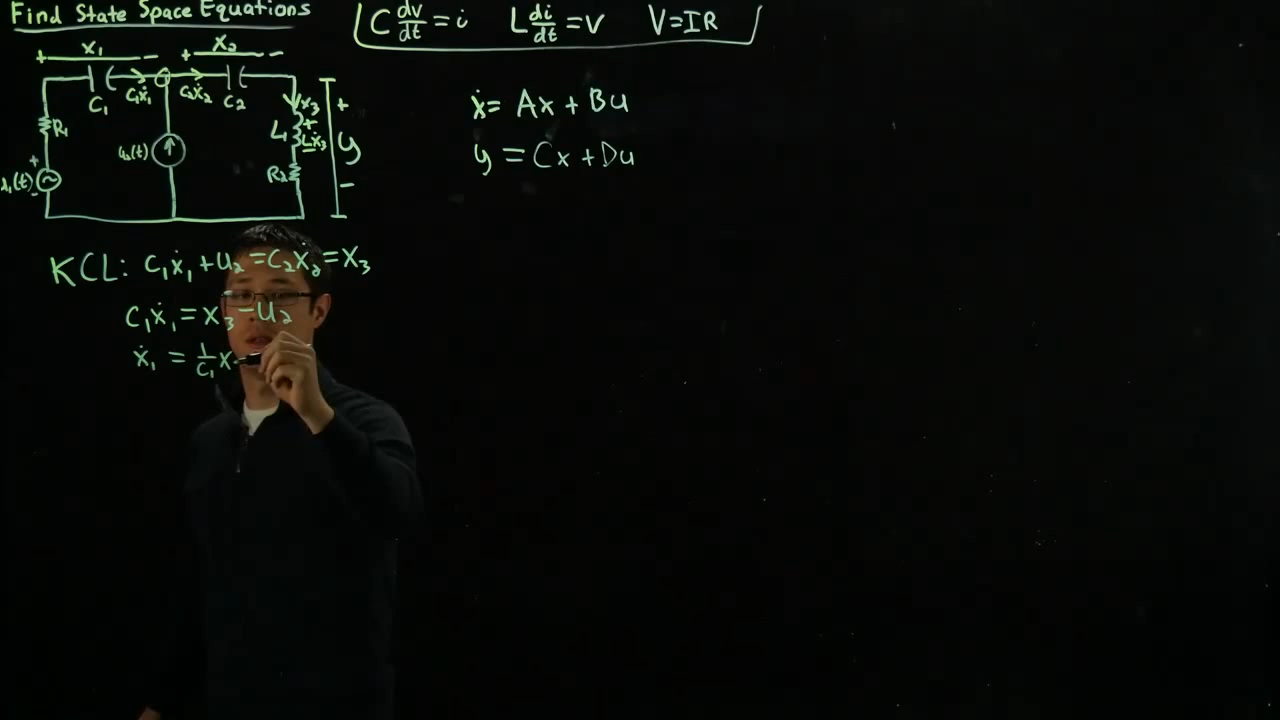 Find State Space Equations
C dv/dt = i   L di/dt = V   V=IR
+ X₁ − + X₂ −
C₁ C₁ẋ₁ C₂ẋ₂ C₂
R₁ X₃ + +
L Lẋ₃ y
u₂(t) R₂
+ −
−
ẋ = Ax + Bu
y = Cx + Du
KCL: C₁ẋ₁ + u₂ = C₂ẋ₂ = X₃
C₁ẋ₁ = X₃ − u₂
ẋ₁ = 1/C₁ X